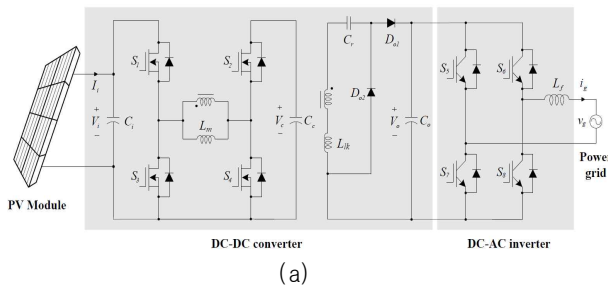 I_i
S_1
S_2
C_r
D_o1
D_o2
S_5
S_6
L_f
i_g
+
V_i
−
C_i
L_m
+
V_c
−
C_c
L_lk
+
V_o
−
C_o
v_g
S_3
S_4
S_7
S_8
Power
grid
PV Module
DC-DC converter
DC-AC inverter
(a)